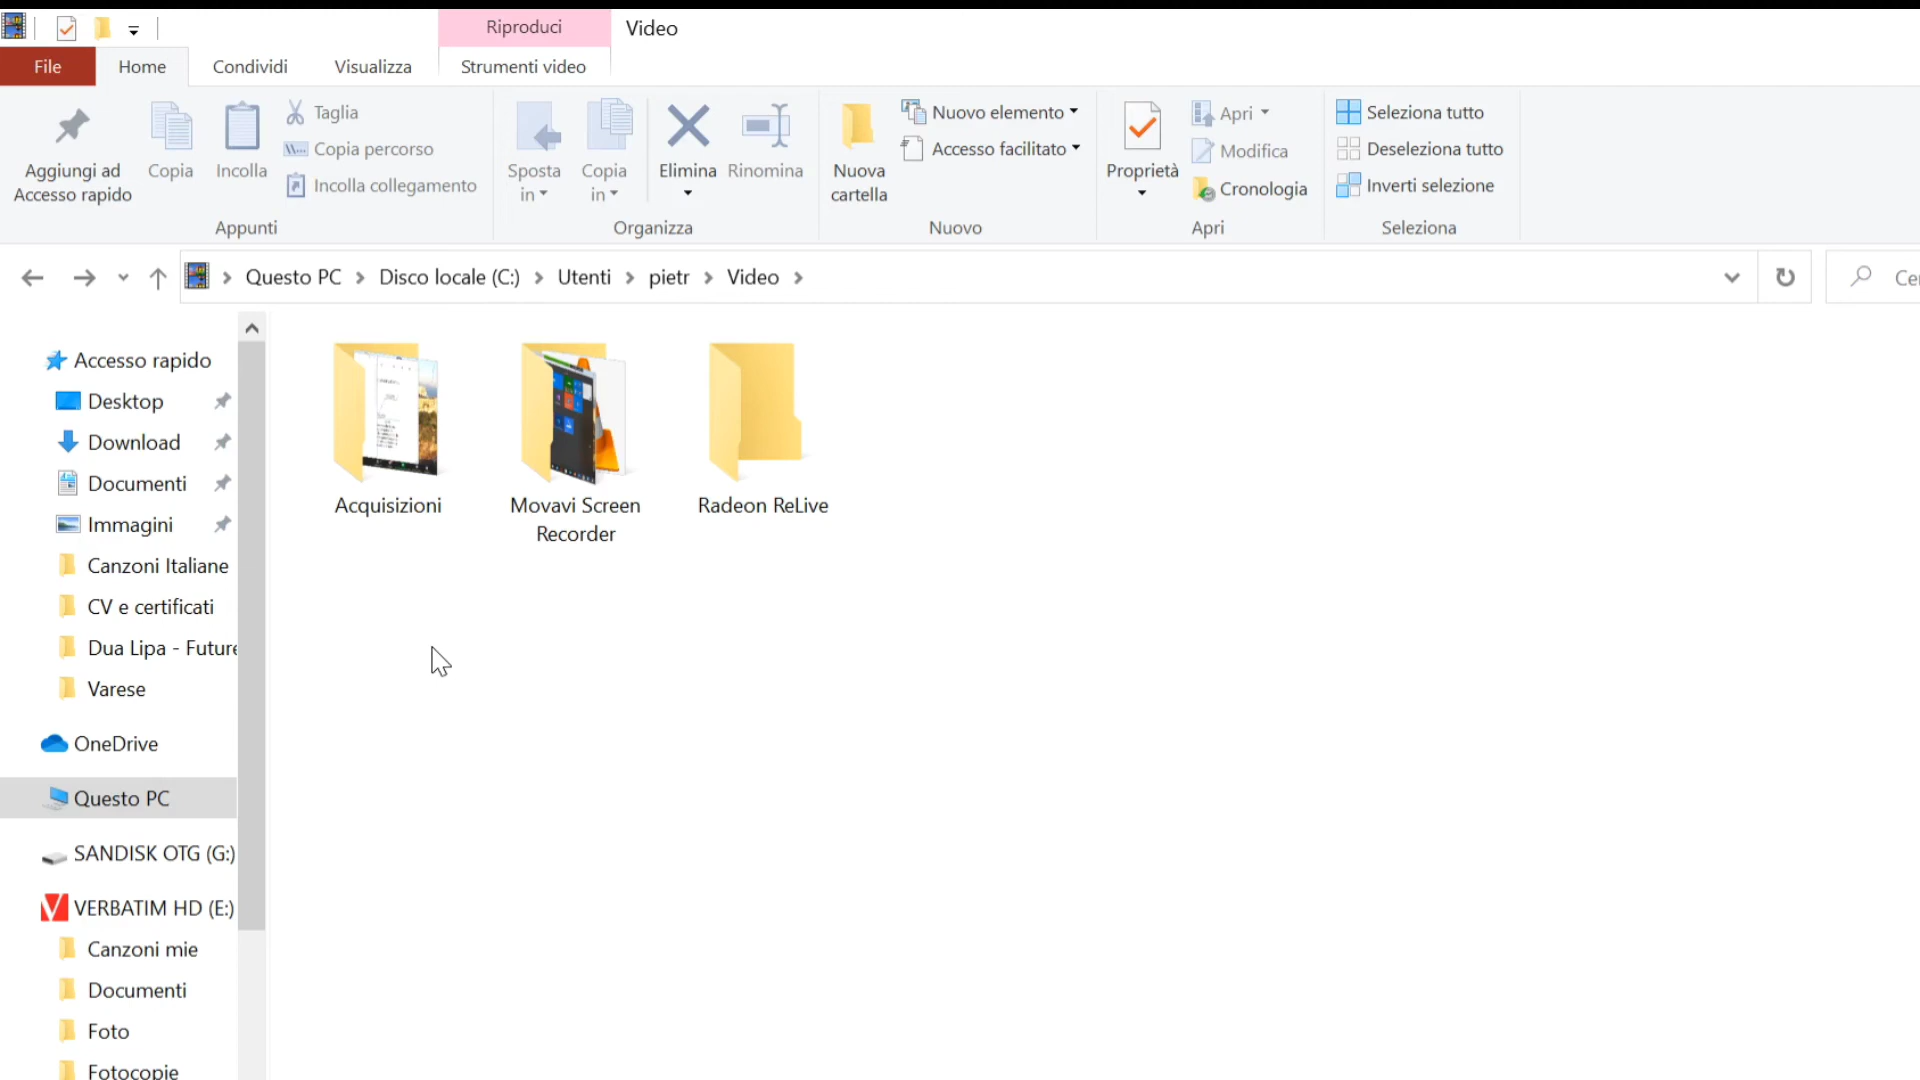 Riproduci
Video
File
Home
Condividi
Visualizza
Strumenti video
Aggiungi ad
Accesso rapido
Copia
Incolla
Taglia
Copia percorso
Incolla collegamento
Appunti
Sposta
in
Copia
in
Elimina
Rinomina
Organizza
Nuova
cartella
Nuovo elemento
Accesso facilitato
Nuovo
Proprietà
Apri
Modifica
Cronologia
Apri
Seleziona tutto
Deseleziona tutto
Inverti selezione
Seleziona
Questo PC > Disco locale (C:) > Utenti > pietr > Video >
Accesso rapido
Desktop
Download
Documenti
Immagini
Canzoni Italiane
CV e certificati
Dua Lipa - Future
Varese
OneDrive
Questo PC
SANDISK OTG (G:)
VERBATIM HD (E:)
Canzoni mie
Documenti
Foto
Fotocopie
Acquisizioni
Movavi Screen
Recorder
Radeon ReLive